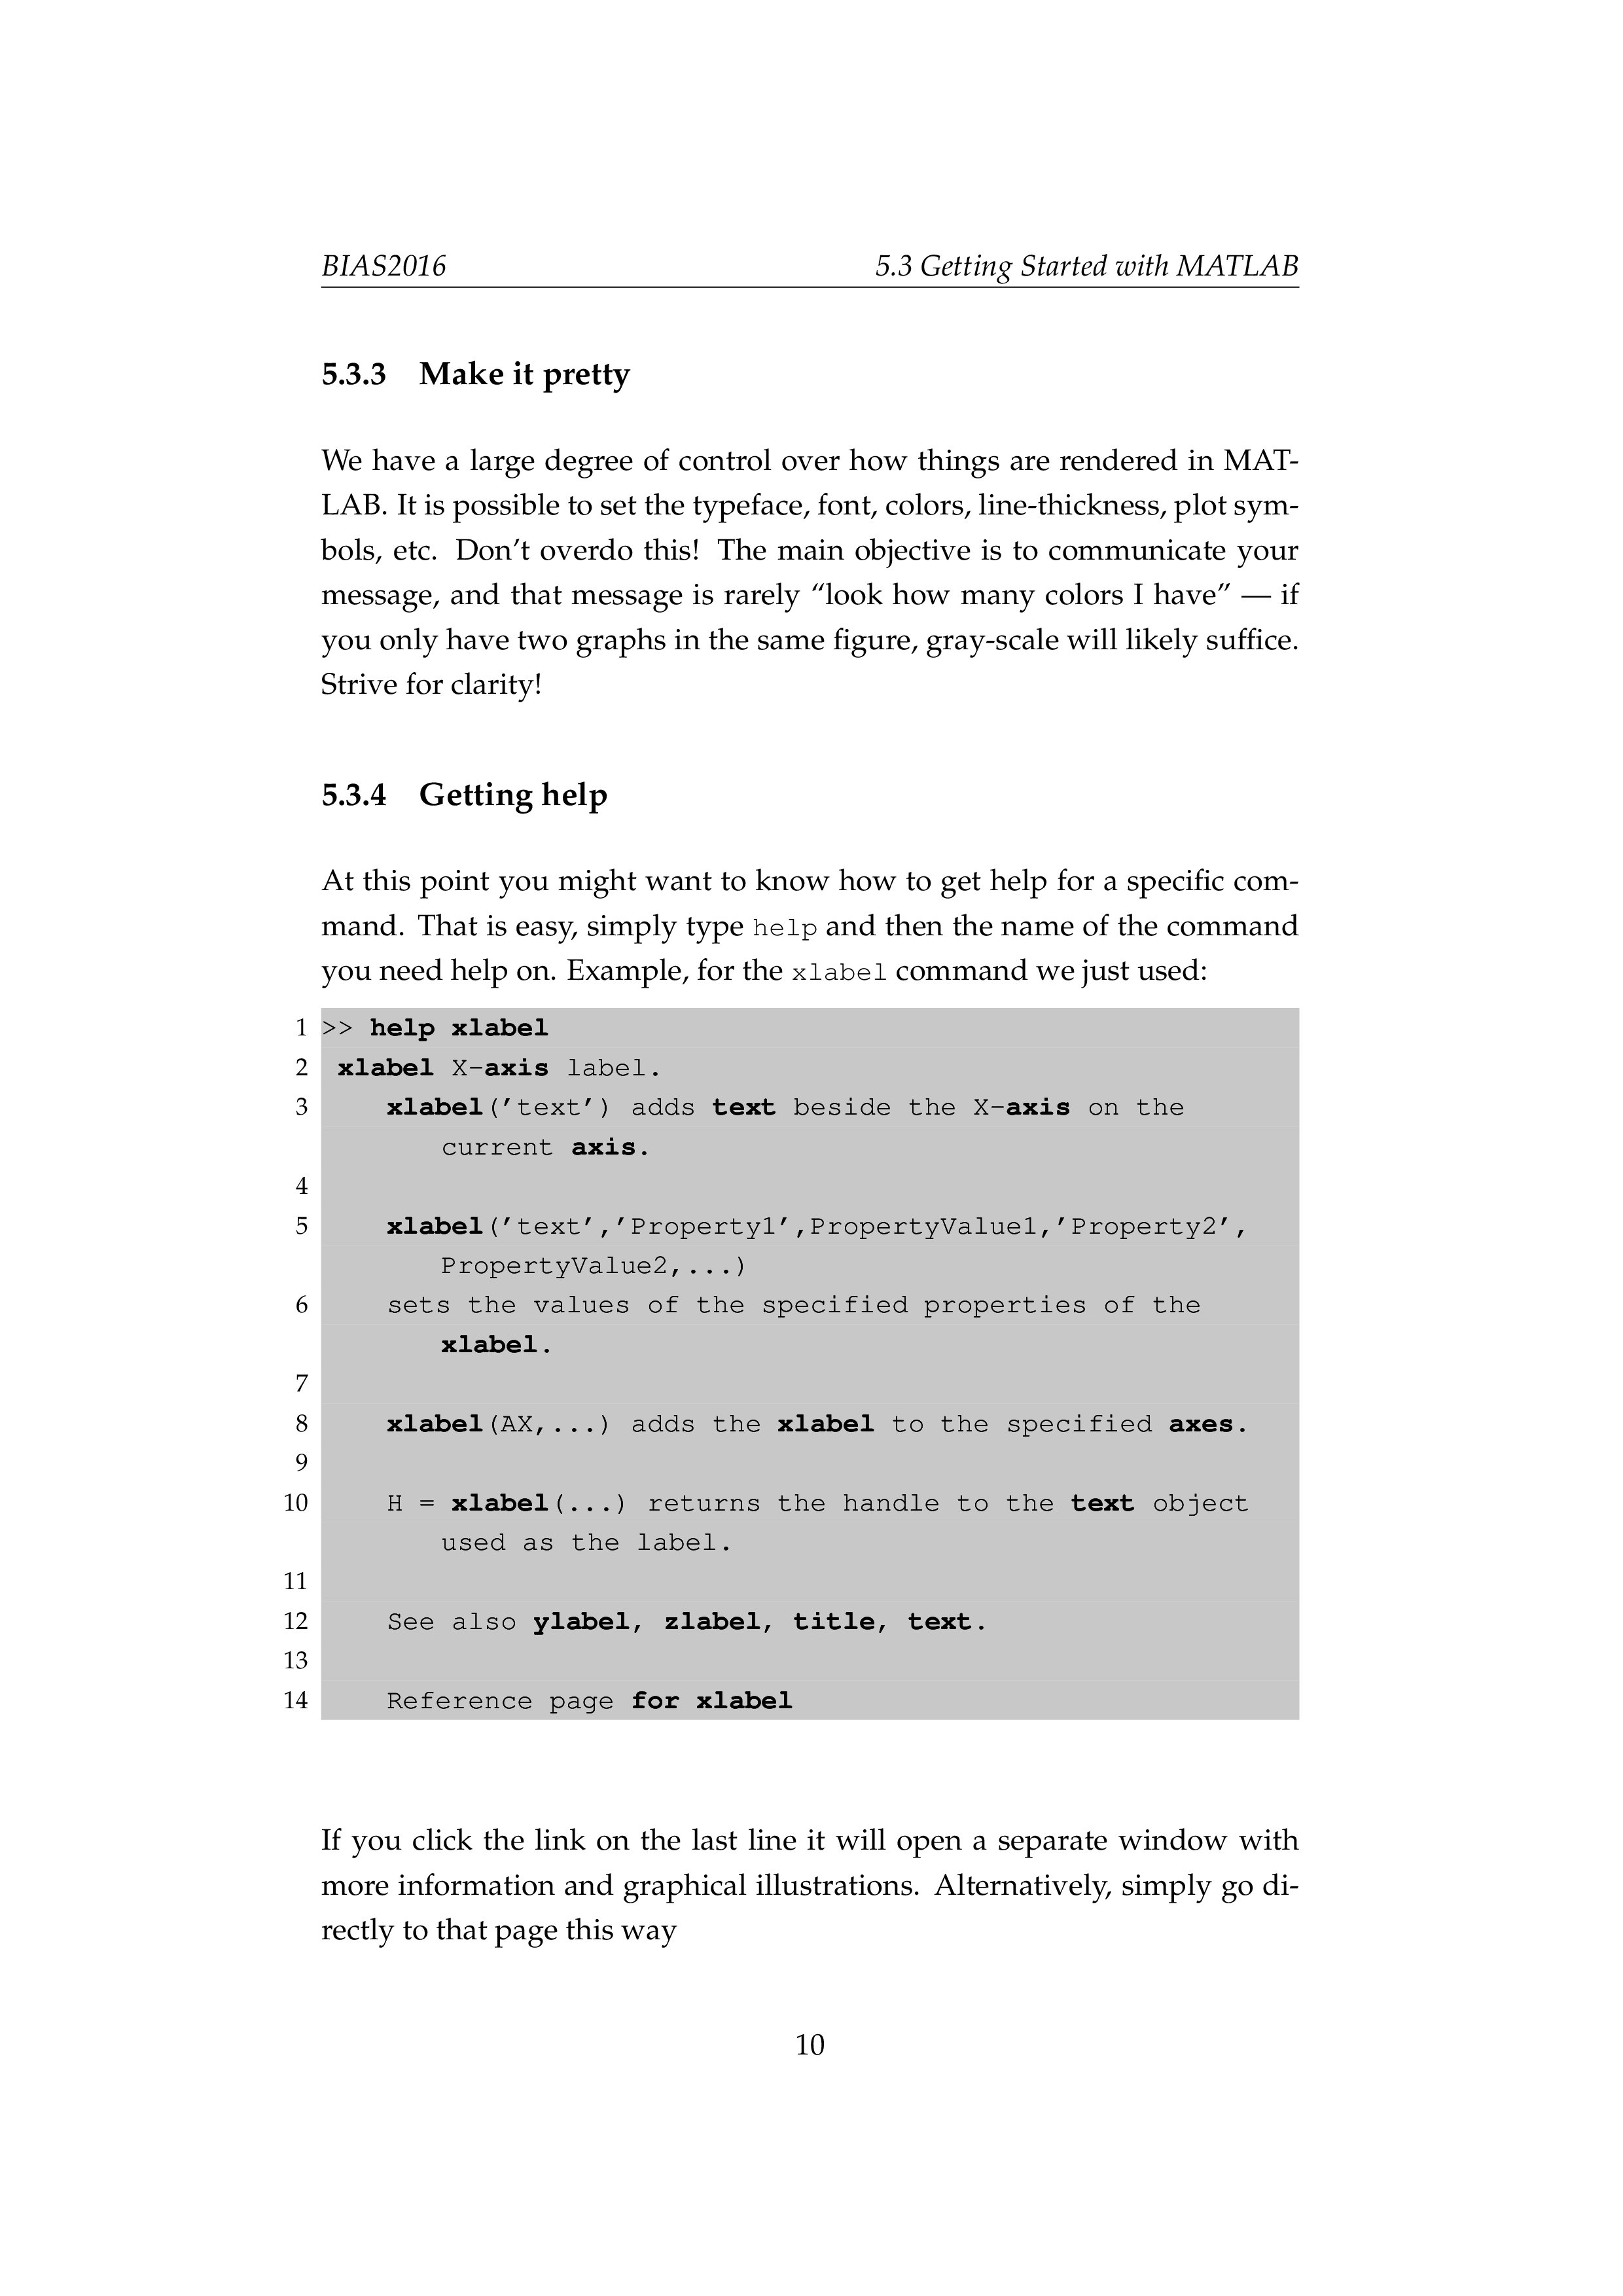 BIAS2016 5.3 Getting Started with MATLAB
5.3.3 Make it pretty
We have a large degree of control over how things are rendered in MAT-
LAB. It is possible to set the typeface, font, colors, line-thickness, plot sym-
bols, etc. Don’t overdo this! The main objective is to communicate your
message, and that message is rarely “look how many colors I have” — if
you only have two graphs in the same figure, gray-scale will likely suffice.
Strive for clarity!
5.3.4 Getting help
At this point you might want to know how to get help for a specific com-
mand. That is easy, simply type help and then the name of the command
you need help on. Example, for the xlabel command we just used:
1 >> help xlabel
2 xlabel X-axis label.
3 xlabel(’text’) adds text beside the X-axis on the
current axis.
4
5 xlabel(’text’,’Property1’,PropertyValue1,’Property2’,
PropertyValue2,...)
6 sets the values of the specified properties of the
xlabel.
7
8 xlabel(AX,...) adds the xlabel to the specified axes.
9
10 H = xlabel(...) returns the handle to the text object
used as the label.
11
12 See also ylabel, zlabel, title, text.
13
14 Reference page for xlabel
If you click the link on the last line it will open a separate window with
more information and graphical illustrations. Alternatively, simply go di-
rectly to that page this way
10